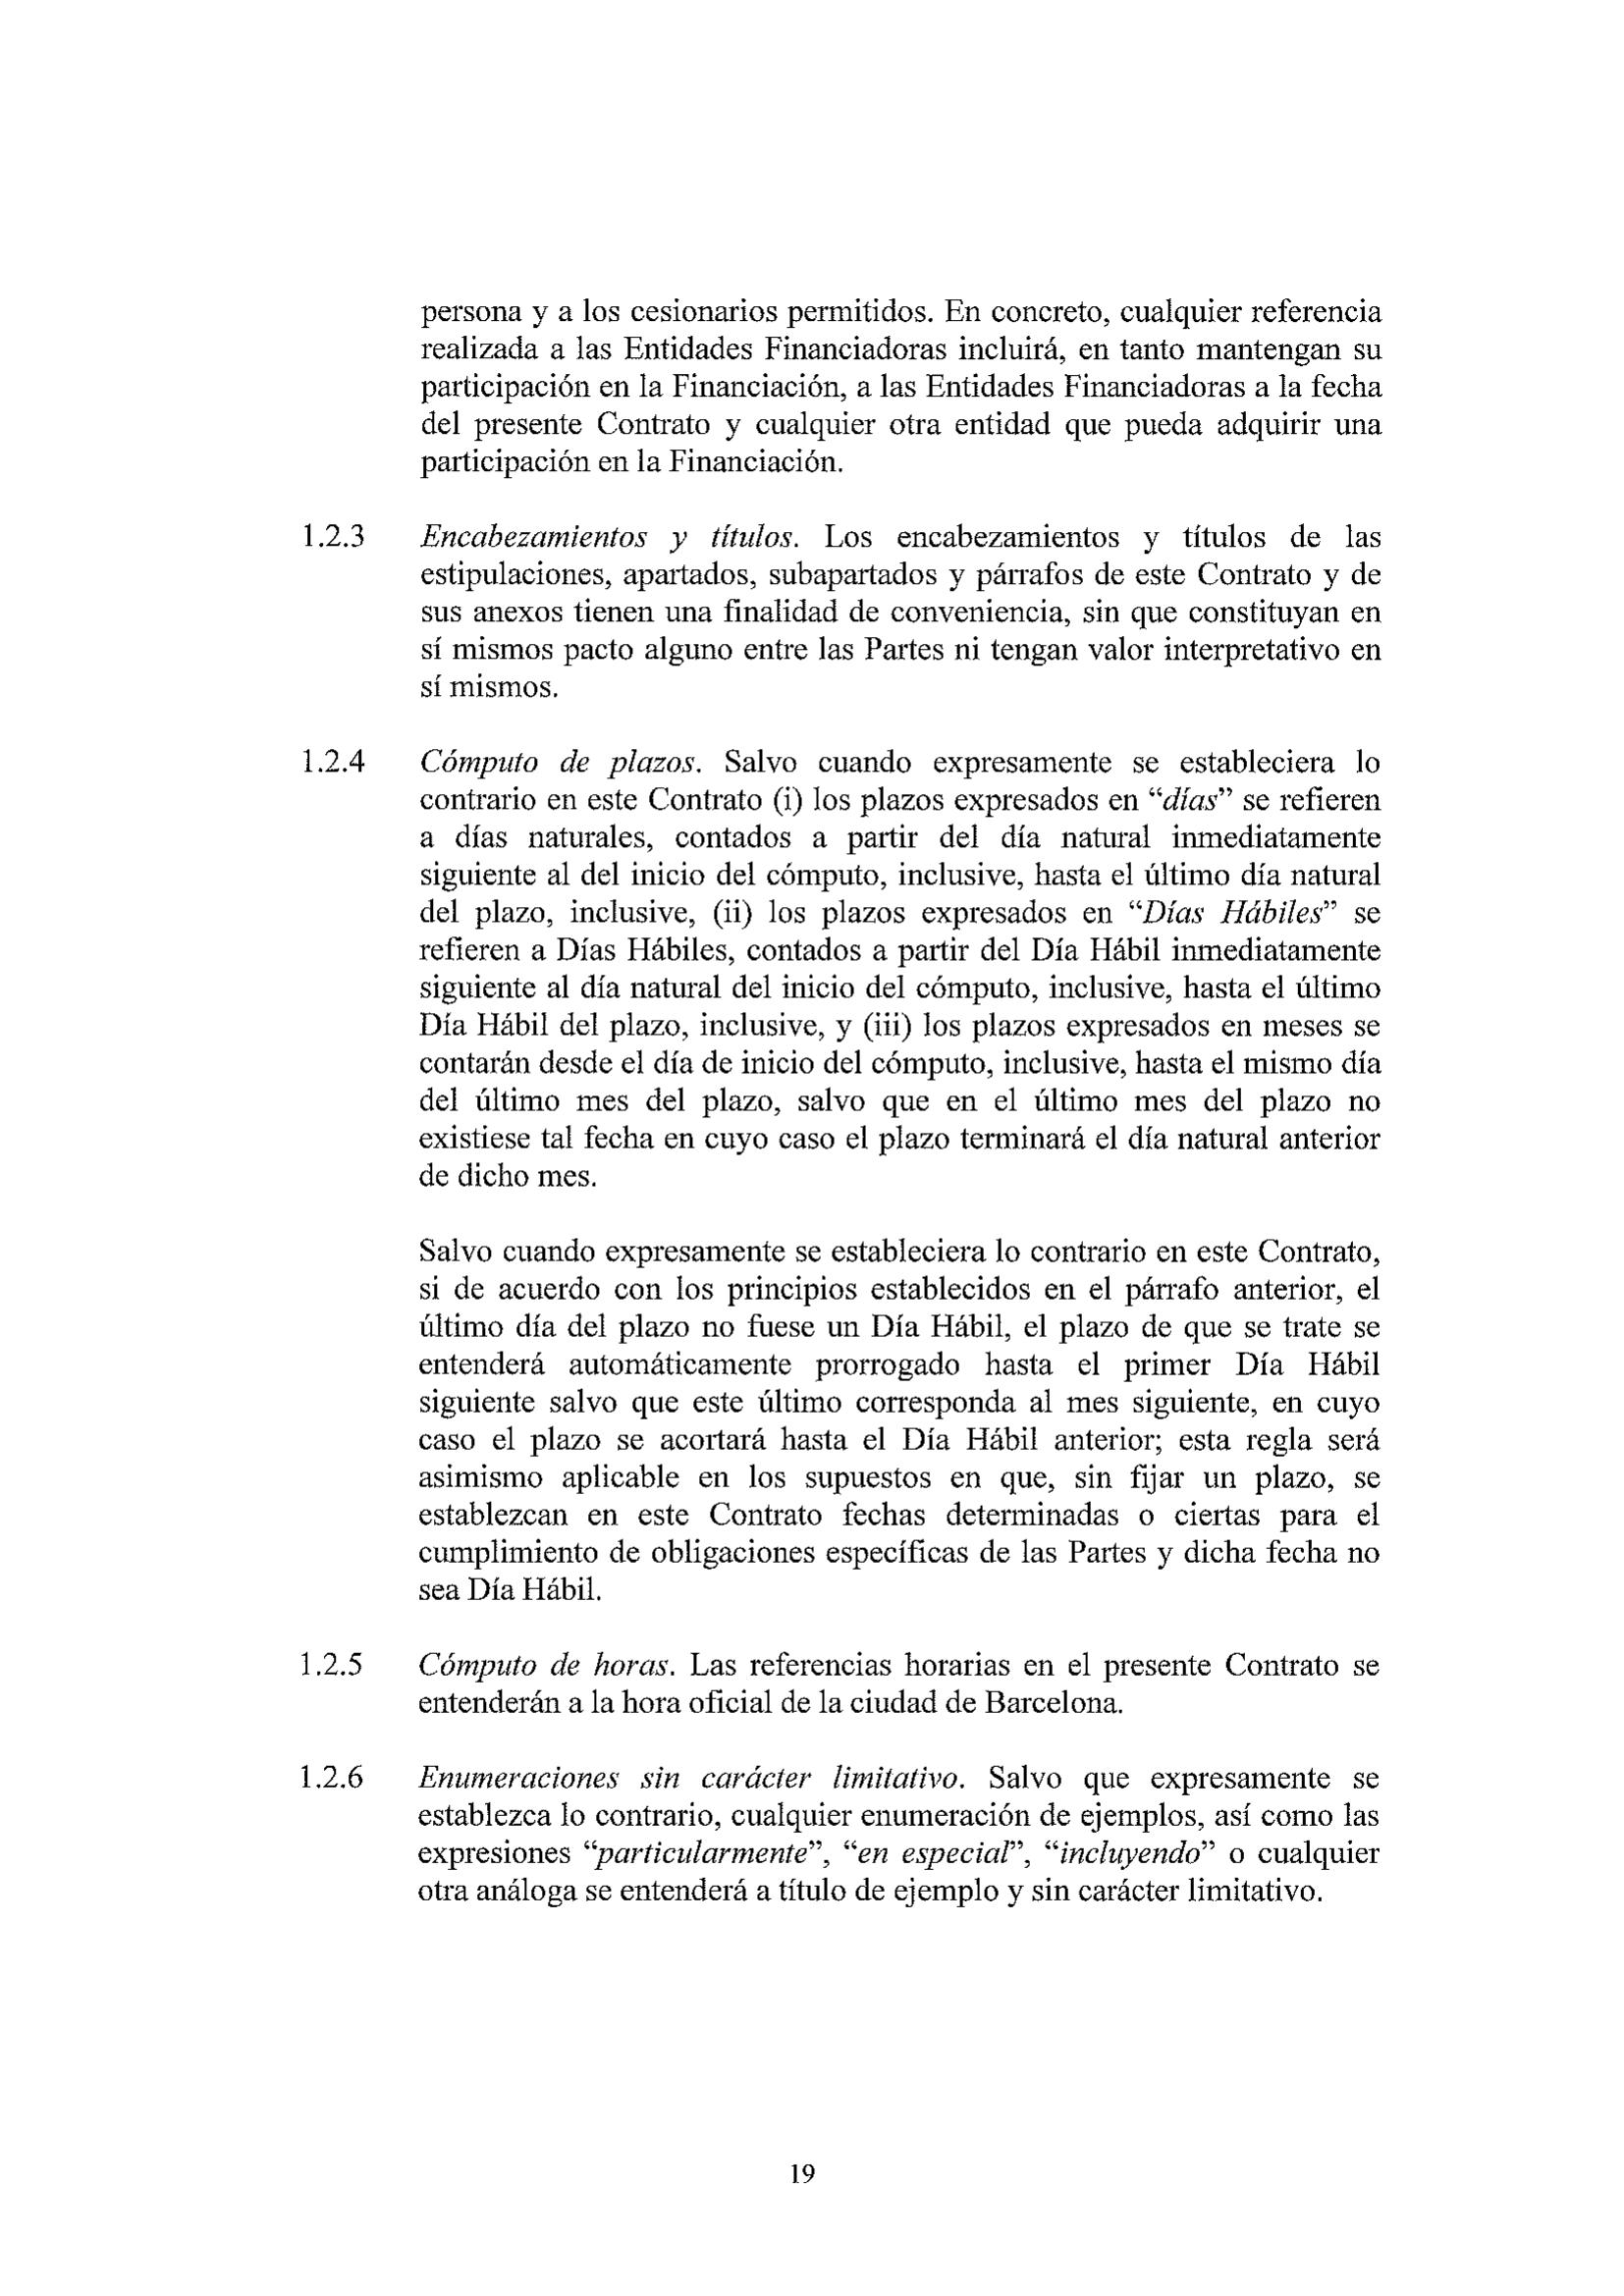 persona y a los cesionarios permitidos. En concreto, cualquier referencia
realizada a las Entidades Financiadoras incluirá, en tanto mantengan su
participación en la Financiación, a las Entidades Financiadoras a la fecha
del presente Contrato y cualquier otra entidad que pueda adquirir una
participación en la Financiación.
1.2.3 Encabezamientos y títulos. Los encabezamientos y títulos de las
estipulaciones, apartados, subapartados y párrafos de este Contrato y de
sus anexos tienen una finalidad de conveniencia, sin que constituyan en
sí mismos pacto alguno entre las Partes ni tengan valor interpretativo en
sí mismos.
1.2.4 Cómputo de plazos. Salvo cuando expresamente se estableciera lo
contrario en este Contrato (i) los plazos expresados en “días” se refieren
a días naturales, contados a partir del día natural inmediatamente
siguiente al del inicio del cómputo, inclusive, hasta el último día natural
del plazo, inclusive, (ii) los plazos expresados en “Días Hábiles” se
refieren a Días Hábiles, contados a partir del Día Hábil inmediatamente
siguiente al día natural del inicio del cómputo, inclusive, hasta el último
Día Hábil del plazo, inclusive, y (iii) los plazos expresados en meses se
contarán desde el día de inicio del cómputo, inclusive, hasta el mismo día
del último mes del plazo, salvo que en el último mes del plazo no
existiese tal fecha en cuyo caso el plazo terminará el día natural anterior
de dicho mes.
Salvo cuando expresamente se estableciera lo contrario en este Contrato,
si de acuerdo con los principios establecidos en el párrafo anterior, el
último día del plazo no fuese un Día Hábil, el plazo de que se trate se
entenderá automáticamente prorrogado hasta el primer Día Hábil
siguiente salvo que este último corresponda al mes siguiente, en cuyo
caso el plazo se acortará hasta el Día Hábil anterior; esta regla será
asimismo aplicable en los supuestos en que, sin fijar un plazo, se
establezcan en este Contrato fechas determinadas o ciertas para el
cumplimiento de obligaciones específicas de las Partes y dicha fecha no
sea Día Hábil.
1.2.5 Cómputo de horas. Las referencias horarias en el presente Contrato se
entenderán a la hora oficial de la ciudad de Barcelona.
1.2.6 Enumeraciones sin carácter limitativo. Salvo que expresamente se
establezca lo contrario, cualquier enumeración de ejemplos, así como las
expresiones “particularmente”, “en especial”, “incluyendo” o cualquier
otra análoga se entenderá a título de ejemplo y sin carácter limitativo.
19